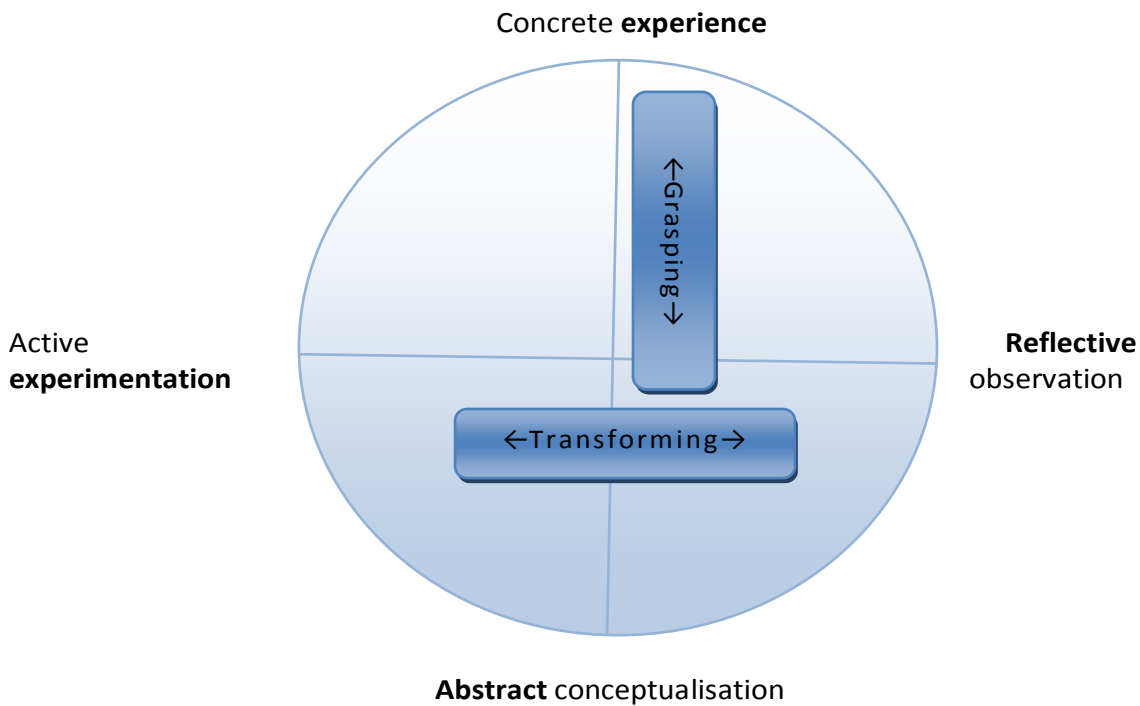 Concrete experience
←Grasping→
Active
experimentation
Reflective
observation
←Transforming→
Abstract conceptualisation